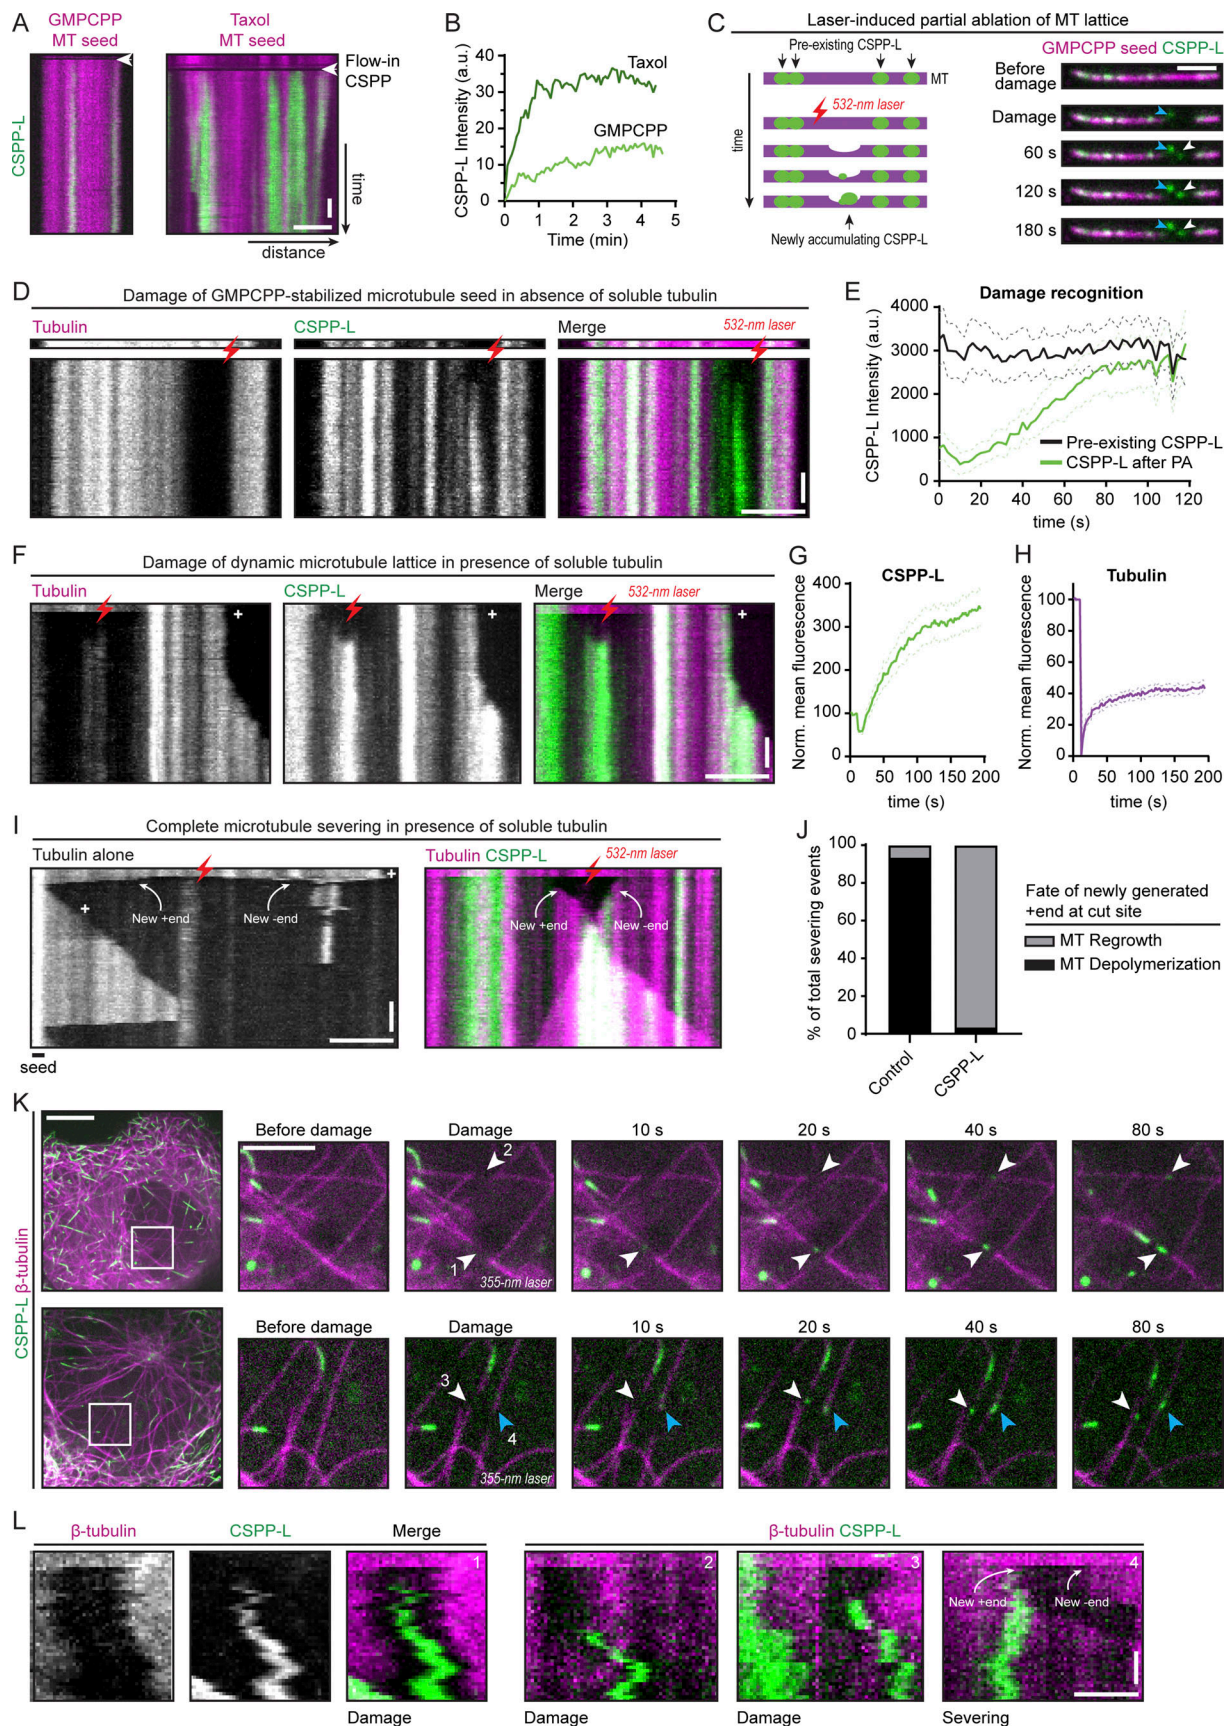 A
GMPCPP
MT seed
Taxol
MT seed
Flow-in
CSPP
CSPP-L
time
distance
B
CSPP-L Intensity (a.u.)
40
30
20
10
0
Taxol
GMPCPP
0 1 2 3 4 5
Time (min)
C
Laser-induced partial ablation of MT lattice
Pre-existing CSPP-L
MT
532-nm laser
time
Newly accumulating CSPP-L
GMPCPP seed CSPP-L
Before
damage
Damage
60 s
120 s
180 s
D
Damage of GMPCPP-stabilized microtubule seed in absence of soluble tubulin
Tubulin
CSPP-L
Merge
532-nm laser
E
Damage recognition
CSPP-L Intensity (a.u.)
4000
3000
2000
1000
0
Pre-existing CSPP-L
CSPP-L after PA
0 20 40 60 80 100 120
time (s)
F
Damage of dynamic microtubule lattice in presence of soluble tubulin
Tubulin
CSPP-L
Merge
532-nm laser
+
+
+
G
CSPP-L
Norm. mean fluorescence
400
300
200
100
0
0 50 100 150 200
time (s)
H
Tubulin
Norm. mean fluorescence
100
80
60
40
20
0
0 50 100 150 200
time (s)
I
Complete microtubule severing in presence of soluble tubulin
Tubulin alone
+
+
New +end
New -end
seed
Tubulin CSPP-L
532-nm laser
New +end
New -end
J
% of total severing events
100
80
60
40
20
0
Control
CSPP-L
Fate of newly generated
+end at cut site
MT Regrowth
MT Depolymerization
K
CSPP-L β-tubulin
Before damage
Damage
10 s
20 s
40 s
80 s
2
1
355-nm laser
Before damage
Damage
10 s
20 s
40 s
80 s
3
4
355-nm laser
L
β-tubulin
CSPP-L
Merge
β-tubulin CSPP-L
1
2
3
4
New +end
New -end
Damage
Damage
Damage
Severing